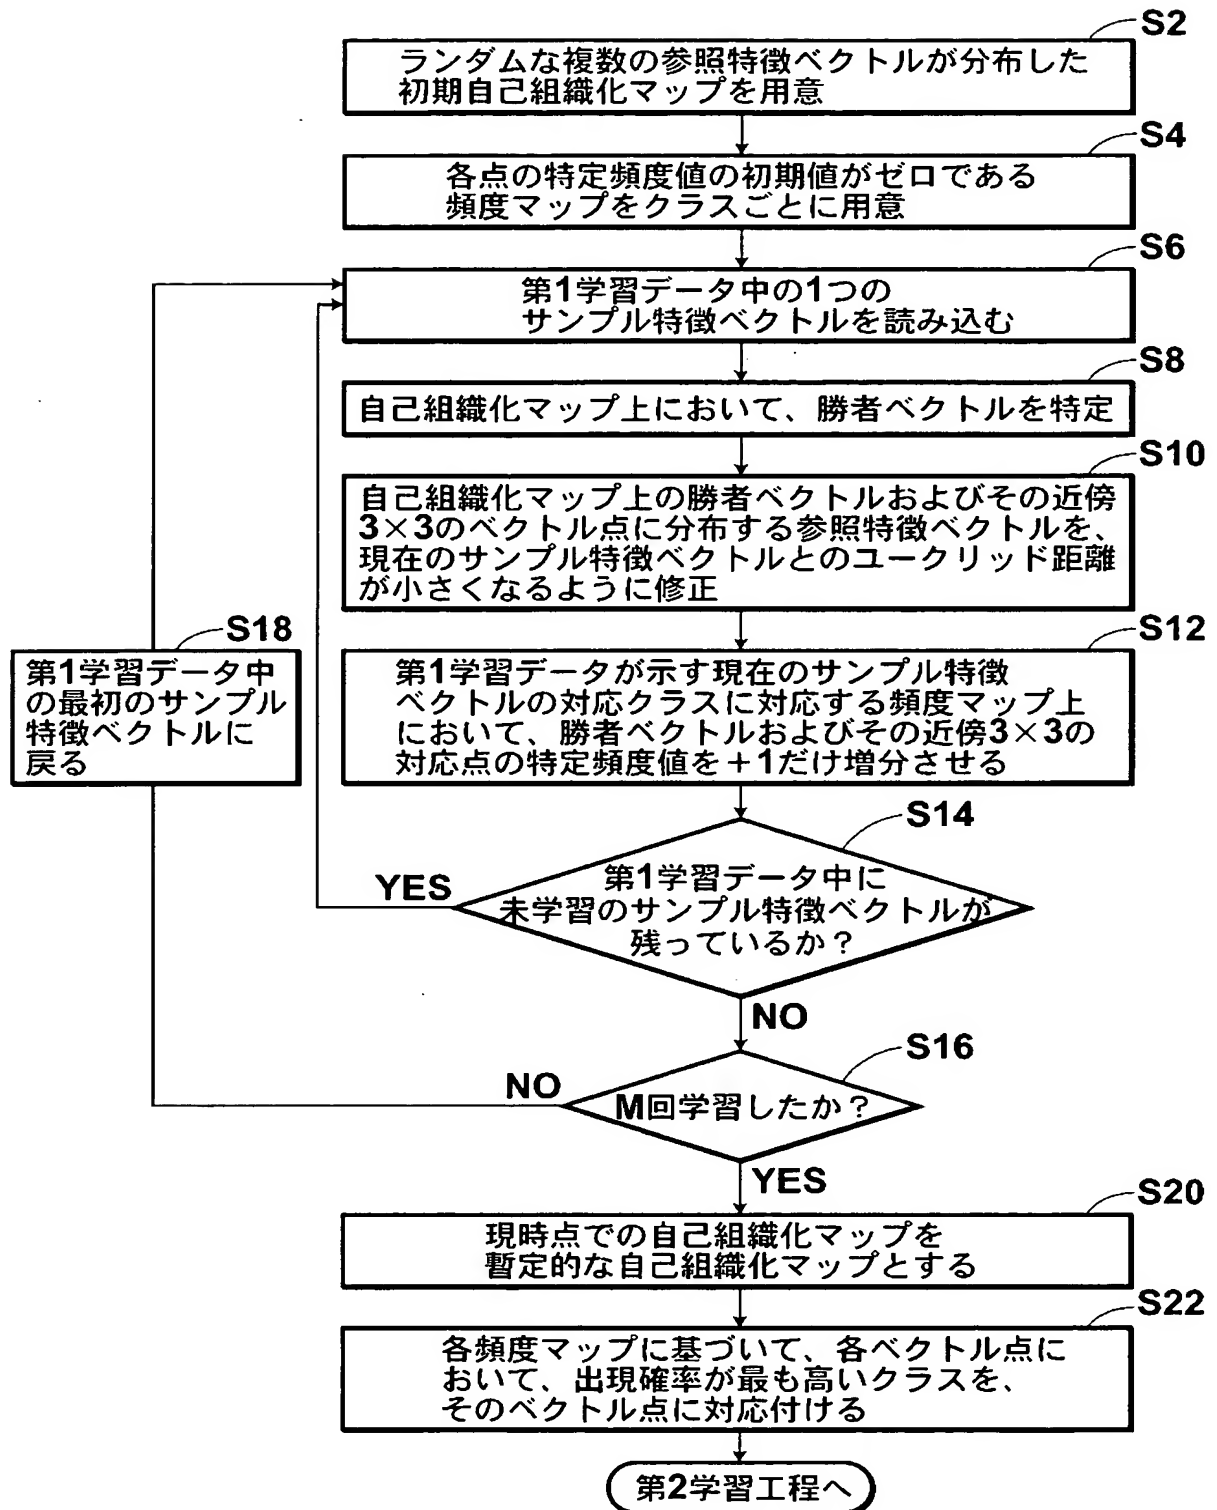 S2
ランダムな複数の参照特徴ベクトルが分布した
初期自己組織化マップを用意
S4
各点の特定頻度値の初期値がゼロである
頻度マップをクラスごとに用意
S6
第1学習データ中の1つの
サンプル特徴ベクトルを読み込む
S8
自己組織化マップ上において、勝者ベクトルを特定
S10
自己組織化マップ上の勝者ベクトルおよびその近傍
3×3のベクトル点に分布する参照特徴ベクトルを、
現在のサンプル特徴ベクトルとのユークリッド距離
が小さくなるように修正
S18
第1学習データ中
の最初のサンプル
特徴ベクトルに
戻る
S12
第1学習データが示す現在のサンプル特徴
ベクトルの対応クラスに対応する頻度マップ上
において、勝者ベクトルおよびその近傍3×3の
対応点の特定頻度値を+1だけ増分させる
S14
YES
第1学習データ中に
未学習のサンプル特徴ベクトルが
残っているか？
NO
S16
NO
M回学習したか？
YES
S20
現時点での自己組織化マップを
暫定的な自己組織化マップとする
S22
各頻度マップに基づいて、各ベクトル点に
おいて、出現確率が最も高いクラスを、
そのベクトル点に対応付ける
第2学習工程へ